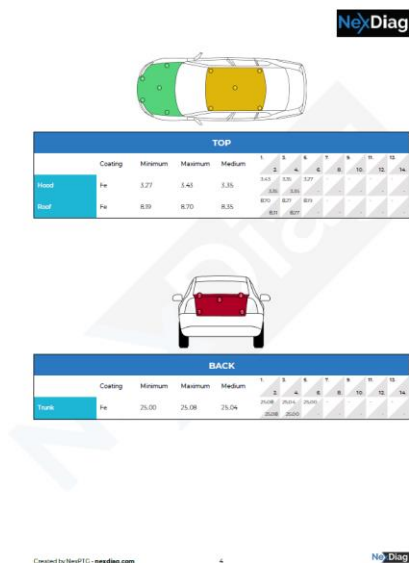 NexDiag
TOP
Coating Minimum Maximum Medium 1. 3. 5. 7. 9. 11. 13.
2. 4. 6. 8. 10. 12. 14.
Hood Fe 3.27 3.43 3.35 3.43 3.35 3.27 - - - -
3.35 3.35 - - - - -
Roof Fe 8.19 8.70 8.35 8.70 8.27 8.19 - - - -
8.31 8.27 - - - - -
BACK
Coating Minimum Maximum Medium 1. 3. 5. 7. 9. 11. 13.
2. 4. 6. 8. 10. 12. 14.
Trunk Fe 25.00 25.08 25.04 25.08 25.04 25.00 - - - -
25.08 25.00 - - - - -
Created by NexPTG - nexdiag.com 4 NexDiag